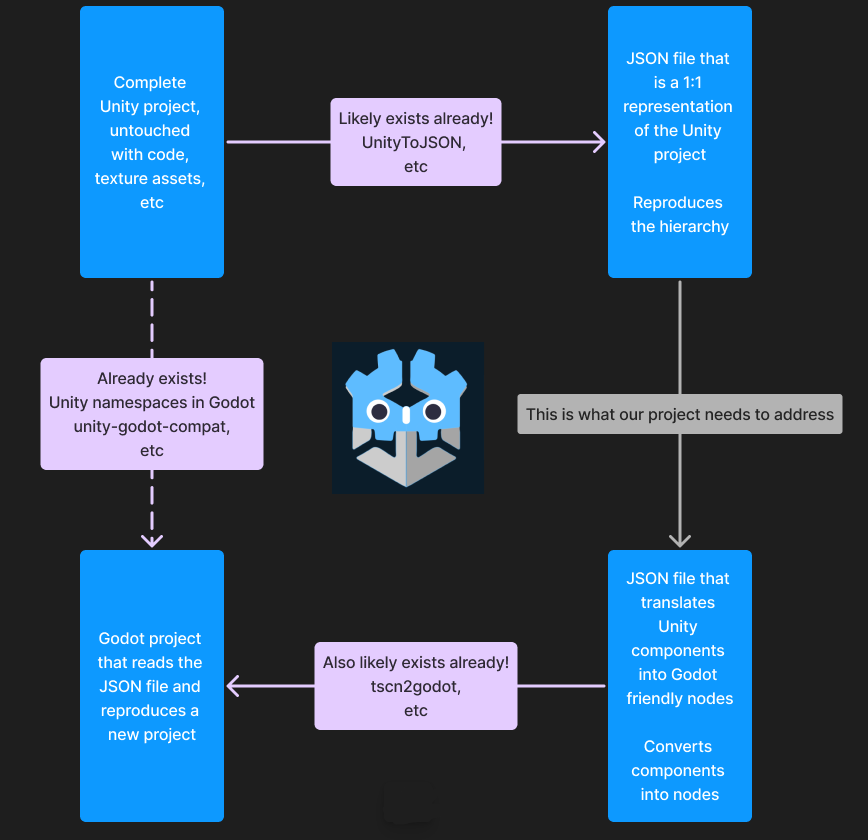 Complete
Unity project,
untouched
with code,
texture assets,
etc
Likely exists already!
UnityToJSON,
etc
JSON file that
is a 1:1
representation
of the Unity
project
Reproduces
the hierarchy
Already exists!
Unity namespaces in Godot
unity-godot-compat,
etc
This is what our project needs to address
Godot project
that reads the
JSON file and
reproduces a
new project
Also likely exists already!
tscn2godot,
etc
JSON file that
translates
Unity
components
into Godot
friendly nodes
Converts
components
into nodes